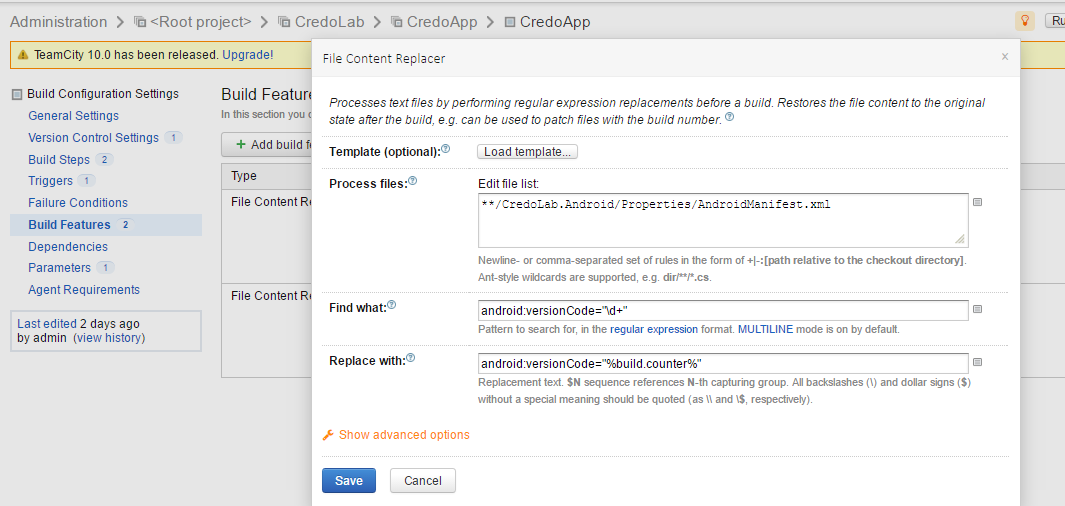 Administration > <Root project> > CredoLab > CredoApp > CredoApp
Ru
TeamCity 10.0 has been released. Upgrade!
Build Configuration Settings
General Settings
Version Control Settings 1
Build Steps 2
Triggers 1
Failure Conditions
Build Features 2
Dependencies
Parameters 1
Agent Requirements
Last edited 2 days ago
by admin (view history)
Build Featur
In this section you
+ Add build f
Type
File Content R
File Content R
File Content Replacer
x
Processes text files by performing regular expression replacements before a build. Restores the file content to the original
state after the build, e.g. can be used to patch files with the build number. ?
Template (optional):? Load template...
Process files:? Edit file list:
**/CredoLab.Android/Properties/AndroidManifest.xml
Newline- or comma-separated set of rules in the form of +|-:[path relative to the checkout directory].
Ant-style wildcards are supported, e.g. dir/**/*.cs.
Find what:? android:versionCode="\d+"
Pattern to search for, in the regular expression format. MULTILINE mode is on by default.
Replace with:? android:versionCode="%build.counter%"
Replacement text. $N sequence references N-th capturing group. All backslashes (\) and dollar signs ($)
without a special meaning should be quoted (as \\ and \$, respectively).
Show advanced options
Save Cancel